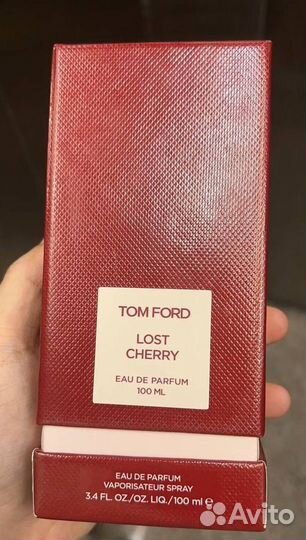 TOM FORD
LOST
CHERRY
EAU DE PARFUM
100 ML
EAU DE PARFUM
VAPORISATEUR SPRAY
3.4 FL. OZ./OZ. LIQ./100 ml ℮
Avito